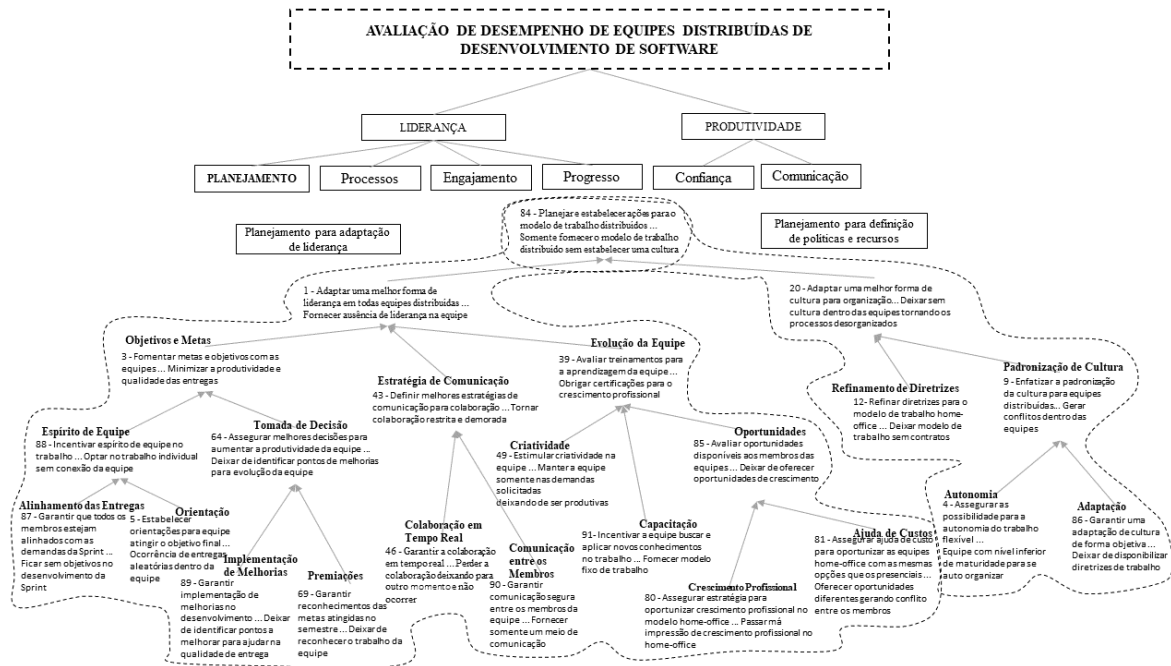 AVALIAÇÃO DE DESEMPENHO DE EQUIPES DISTRIBUÍDAS DE
DESENVOLVIMENTO DE SOFTWARE
LIDERANÇA
PRODUTIVIDADE
PLANEJAMENTO
Processos
Engajamento
Progresso
Confiança
Comunicação
84 - Planejar e estabelecer ações para o
modelo de trabalho distribuídos ...
Somente fornecer o modelo de trabalho
distribuído sem estabelecer uma cultura
Planejamento para adaptação
de liderança
Planejamento para definição
de políticas e recursos
1 - Adaptar uma melhor forma de
liderança em todas equipes distribuídas ...
Fornecer ausência de liderança na equipe
20 - Adaptar uma melhor forma de
cultura para organização... Deixar sem
cultura dentro das equipes tornando os
processos desorganizados
Objetivos e Metas
3 - Fomentar metas e objetivos com as
equipes ... Minimizar a produtividade e
qualidade das entregas
Estratégia de Comunicação
43 - Definir melhores estratégias de
comunicação para colaboração ... Tornar
colaboração restrita e demorada
Evolução da Equipe
39 - Avaliar treinamentos para
a aprendizagem da equipe ...
Obrigar certificações para o
crescimento profissional
Refinamento de Diretrizes
12- Refinar diretrizes para o
modelo de trabalho home-
office ... Deixar modelo de
trabalho sem contratos
Padronização de Cultura
9 - Enfatizar a padronização
da cultura para equipes
distribuídas... Gerar
conflitos dentro das
equipes
Espírito de Equipe
88 - Incentivar espírito de equipe no
trabalho ... Optar no trabalho individual
sem conexão da equipe
Tomada de Decisão
64 - Assegurar melhores decisões para
aumentar a produtividade da equipe ...
Deixar de identificar pontos de melhorias
para evolução da equipe
Criatividade
49 - Estimular criatividade na
equipe ... Manter a equipe
somente nas demandas
solicitadas
deixando de ser produtivas
Oportunidades
85 - Avaliar oportunidades
disponíveis aos membros das
equipes ... Deixar de oferecer
oportunidades de crescimento
Alinhamento das Entregas
87 - Garantir que todos os
membros estejam
alinhados com as
demandas da Sprint ...
Ficar sem objetivos no
desenvolvimento da
Sprint
Orientação
5 - Estabelecer
orientações para equipe
atingir o objetivo final ...
Ocorrência de entregas
aleatórias dentro da
equipe
Implementação
de Melhorias
89 - Garantir
implementação de
melhorias no
desenvolvimento ... Deixar
de identificar pontos a
melhorar para ajudar na
qualidade de entrega
Premiações
69 - Garantir
reconhecimentos das
metas atingidas no
semestre ... Deixar de
reconhecer o trabalho da
equipe
Colaboração em
Tempo Real
46 - Garantir a colaboração
em tempo real ... Perder a
colaboração deixando para
outro momento e não
ocorrer
Comunicação
entre os
Membros
90 - Garantir
comunicação segura
entre os membros da
equipe ... Fornecer
somente um meio de
comunicação
Capacitação
91 - Incentivar a equipe buscar e
aplicar novos conhecimentos
no trabalho ... Fornecer modelo
fixo de trabalho
Crescimento Profissional
80 - Assegurar estratégia para
oportunizar crescimento profissional no
modelo home-office ... Passar má
impressão de crescimento profissional no
home-office
Ajuda de Custos
81 - Assegurar ajuda de custo
para oportunizar as equipes
home-office com as mesmas
opções que os presenciais ...
Oferecer oportunidades
diferentes gerando conflito
entre os membros
Autonomia
4 - Assegurar as
possibilidade para a
autonomia do trabalho
flexível ...
Equipe com nível inferior
de maturidade para se
auto organizar
Adaptação
86 - Garantir uma
adaptação de cultura
de forma objetiva ...
Deixar de disponibilizar
diretrizes de trabalho